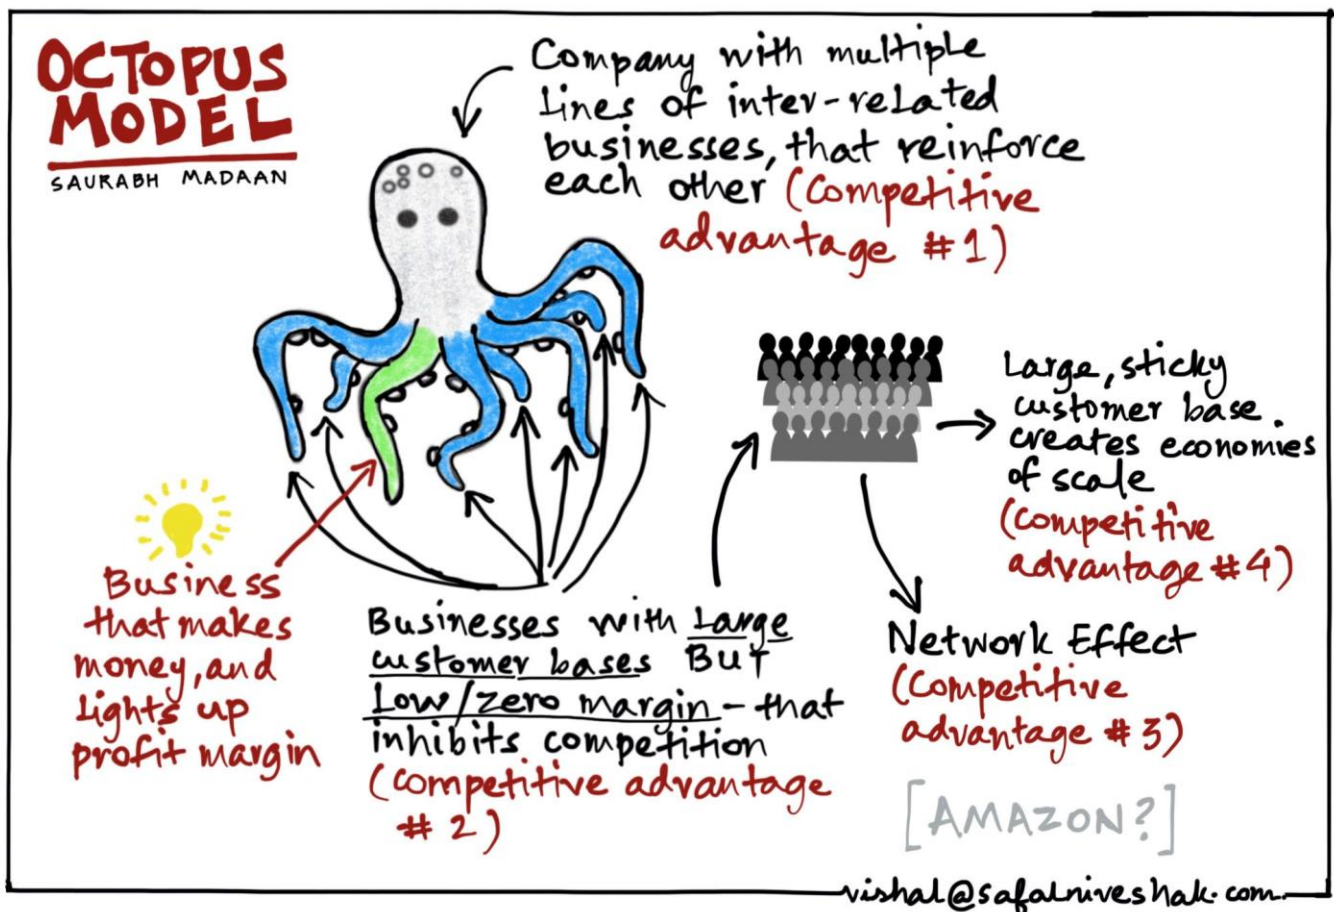 OCTOPUS
MODEL
SAURABH MADAAN
Company with multiple
Lines of inter-related
businesses, that reinforce
each other (Competitive
advantage #1)
Large, sticky
customer base
creates economies
of scale
(Competitive
advantage #4)
Business
that makes
money, and
Lights up
profit margin
Businesses with Large
customer bases BUT
Low/zero margin - that
inhibits competition
(Competitive advantage
# 2)
Network Effect
(Competitive
advantage #3)
[AMAZON?]
vishal@safalniveshak.com